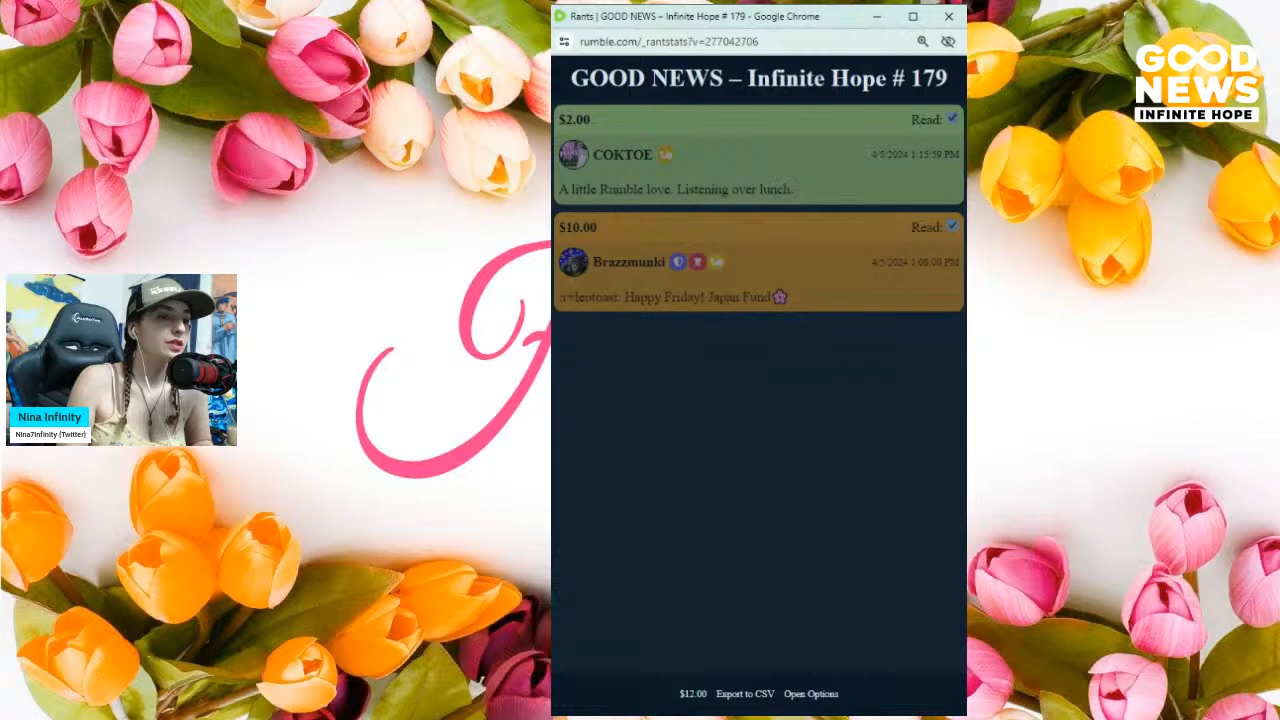 Rants | GOOD NEWS – Infinite Hope # 179 - Google Chrome
rumble.com/_rantstats?v=277042706
GOOD NEWS – Infinite Hope # 179
$2.00 Read:
COKTOE 4/5/2024 1:15:59 PM
A little Rumble love. Listening over lunch.
$10.00 Read:
Brazzmunki 4/5/2024 1:08:00 PM
Happy Friday! Japan Fund
$12.00 Export to CSV Open Options
GOOD
NEWS
INFINITE HOPE
Nina Infinity
Nina7Infinity (Twitter)